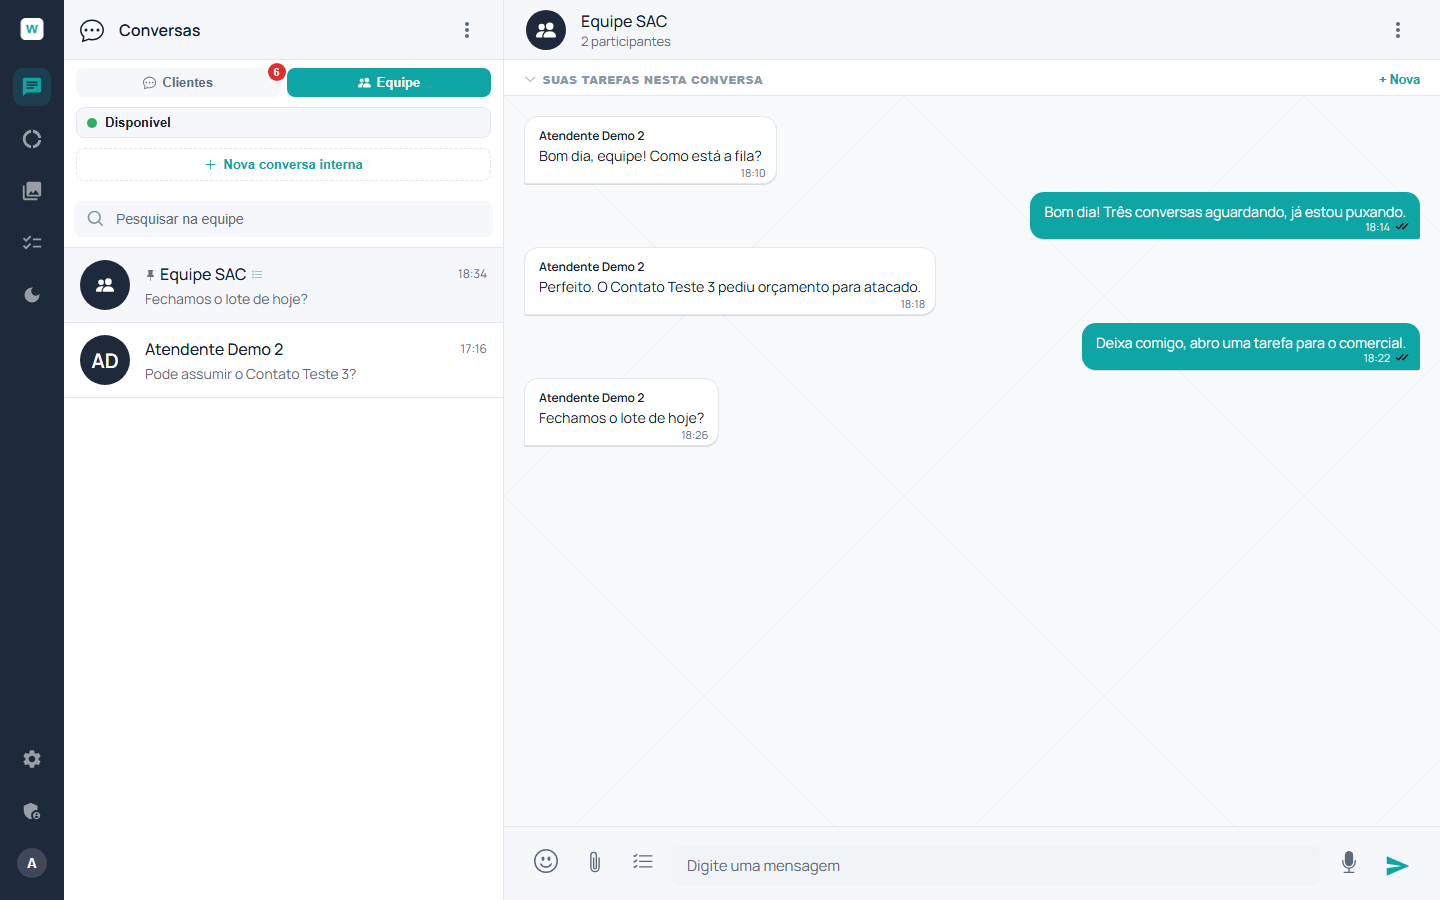 W
Conversas
Clientes
6
Equipe
Disponível
+ Nova conversa interna
Pesquisar na equipe
Equipe SAC
18:34
Fechamos o lote de hoje?
AD
Atendente Demo 2
17:16
Pode assumir o Contato Teste 3?
A
Equipe SAC
2 participantes
SUAS TAREFAS NESTA CONVERSA
+ Nova
Atendente Demo 2
Bom dia, equipe! Como está a fila?
18:10
Bom dia! Três conversas aguardando, já estou puxando.
18:14
Atendente Demo 2
Perfeito. O Contato Teste 3 pediu orçamento para atacado.
18:18
Deixa comigo, abro uma tarefa para o comercial.
18:22
Atendente Demo 2
Fechamos o lote de hoje?
18:26
Digite uma mensagem